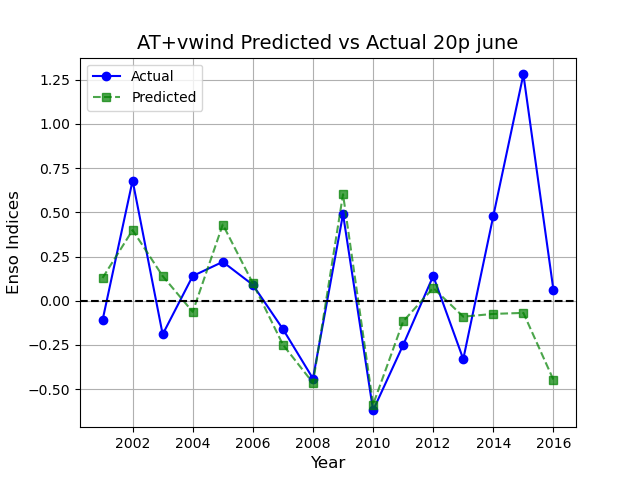 AT+vwind Predicted vs Actual 20p june
Actual
Predicted
Enso Indices
1.25
1.00
0.75
0.50
0.25
0.00
−0.25
−0.50
2002 2004 2006 2008 2010 2012 2014 2016
Year